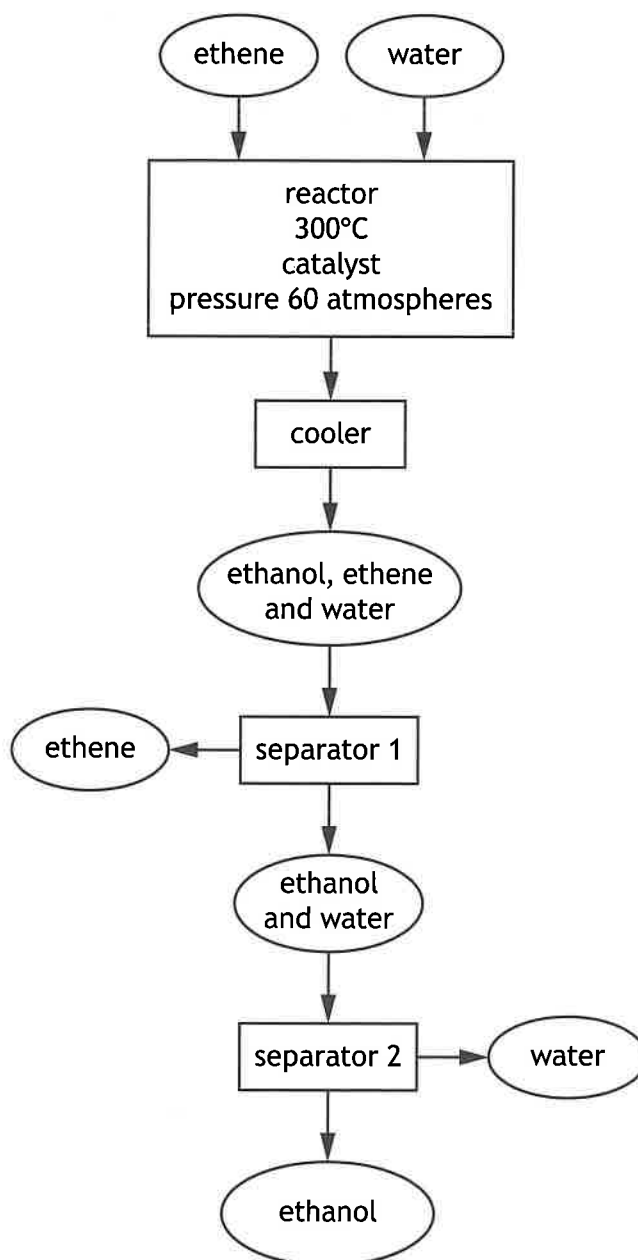 ethene
water
reactor
300°C
catalyst
pressure 60 atmospheres
cooler
ethanol, ethene
and water
ethene
separator 1
ethanol
and water
separator 2
water
ethanol